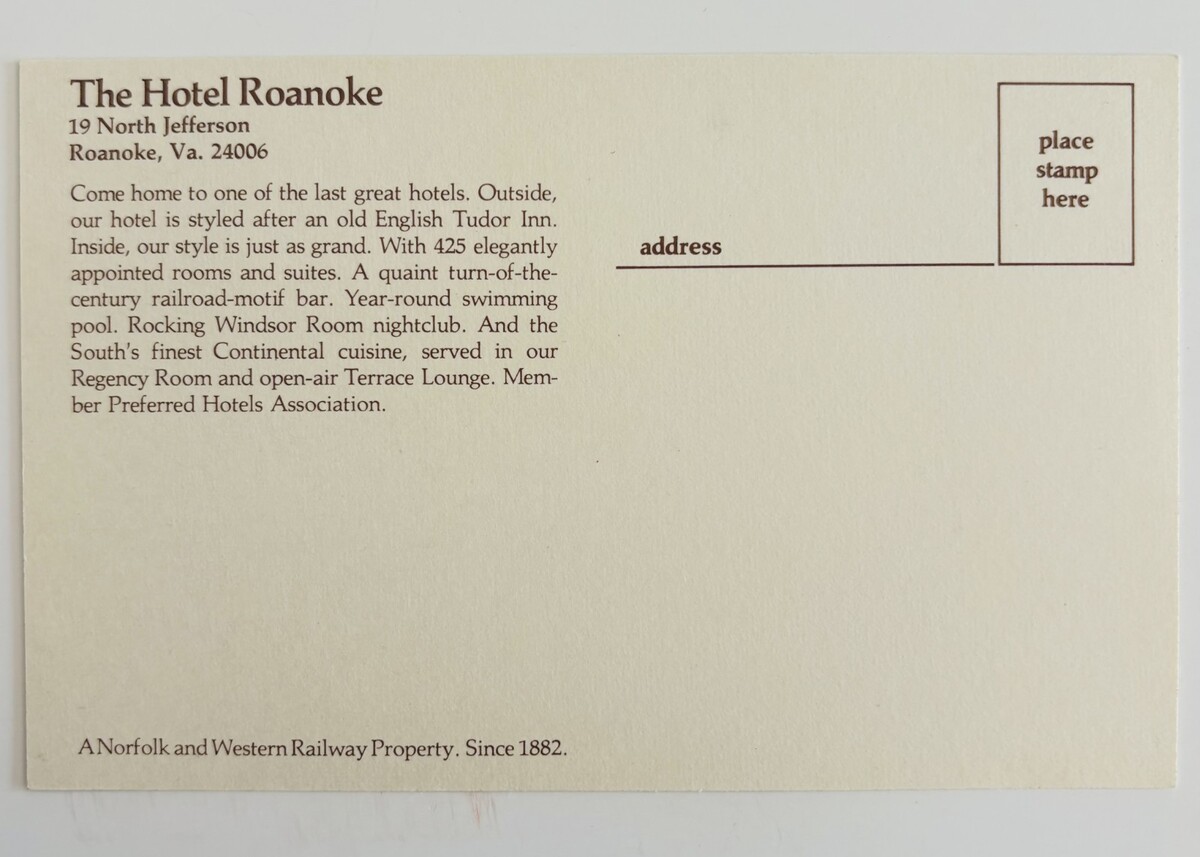 The Hotel Roanoke
19 North Jefferson
Roanoke, Va. 24006
Come home to one of the last great hotels. Outside,
our hotel is styled after an old English Tudor Inn.
Inside, our style is just as grand. With 425 elegantly
appointed rooms and suites. A quaint turn-of-the-
century railroad-motif bar. Year-round swimming
pool. Rocking Windsor Room nightclub. And the
South's finest Continental cuisine, served in our
Regency Room and open-air Terrace Lounge. Mem-
ber Preferred Hotels Association.
A Norfolk and Western Railway Property. Since 1882.
place
stamp
here
address